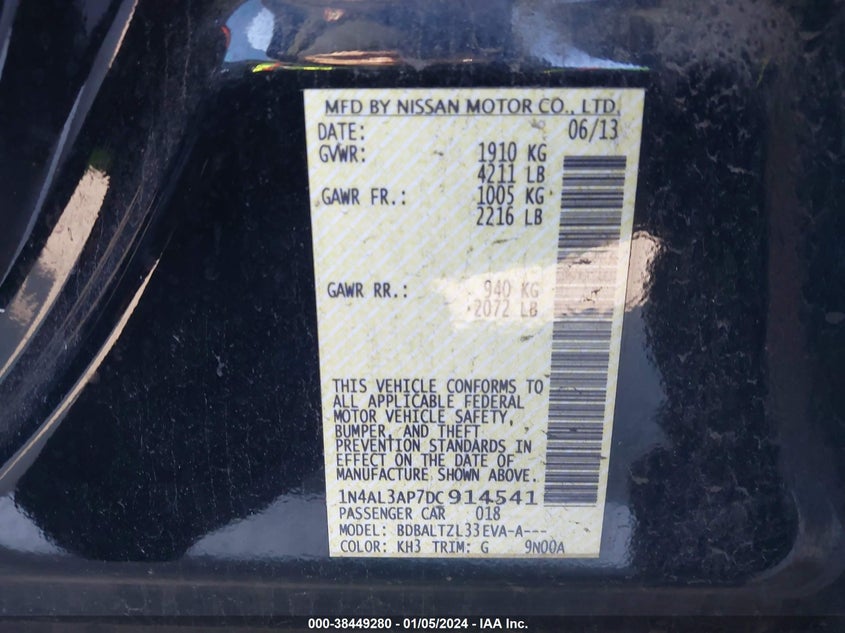 MFD BY NISSAN MOTOR CO., LTD.
DATE: 06/13
GVWR: 1910 KG
4211 LB
GAWR FR.: 1005 KG
2216 LB
GAWR RR.: 940 KG
2072 LB
THIS VEHICLE CONFORMS TO
ALL APPLICABLE FEDERAL
MOTOR VEHICLE SAFETY,
BUMPER, AND THEFT
PREVENTION STANDARDS IN
EFFECT ON THE DATE OF
MANUFACTURE SHOWN ABOVE.
1N4AL3AP7DC914541
PASSENGER CAR 018
MODEL: BDBALTZL33EVA-A---
COLOR: KH3 TRIM: G 9N00A
000-38449280 - 01/05/2024 - IAA Inc.